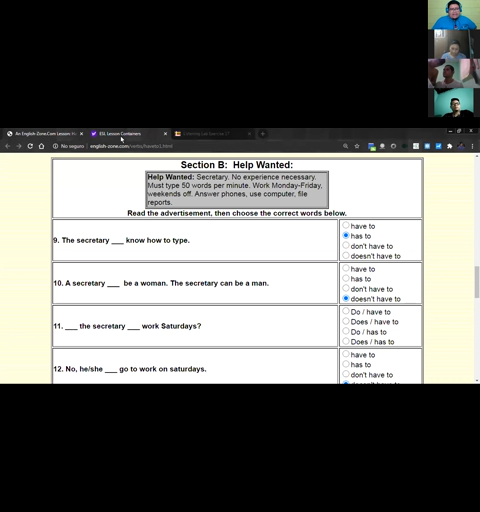 An English-Zone.Com Lesson: H
ESL Lesson Containers
No seguro | english-zone.com/verbs/haveto1.html
Section B: Help Wanted:
Help Wanted: Secretary. No experience necessary.
Must type 50 words per minute. Work Monday-Friday,
weekends off. Answer phones, use computer, file
reports.
Read the advertisement, then choose the correct words below.
9. The secretary ___ know how to type.
have to
has to
don't have to
doesn't have to
10. A secretary ___ be a woman. The secretary can be a man.
have to
has to
don't have to
doesn't have to
11. ___ the secretary ___ work Saturdays?
Do / have to
Does / have to
Do / has to
Does / has to
12. No, he/she ___ go to work on saturdays.
have to
has to
don't have to
doesn't have to